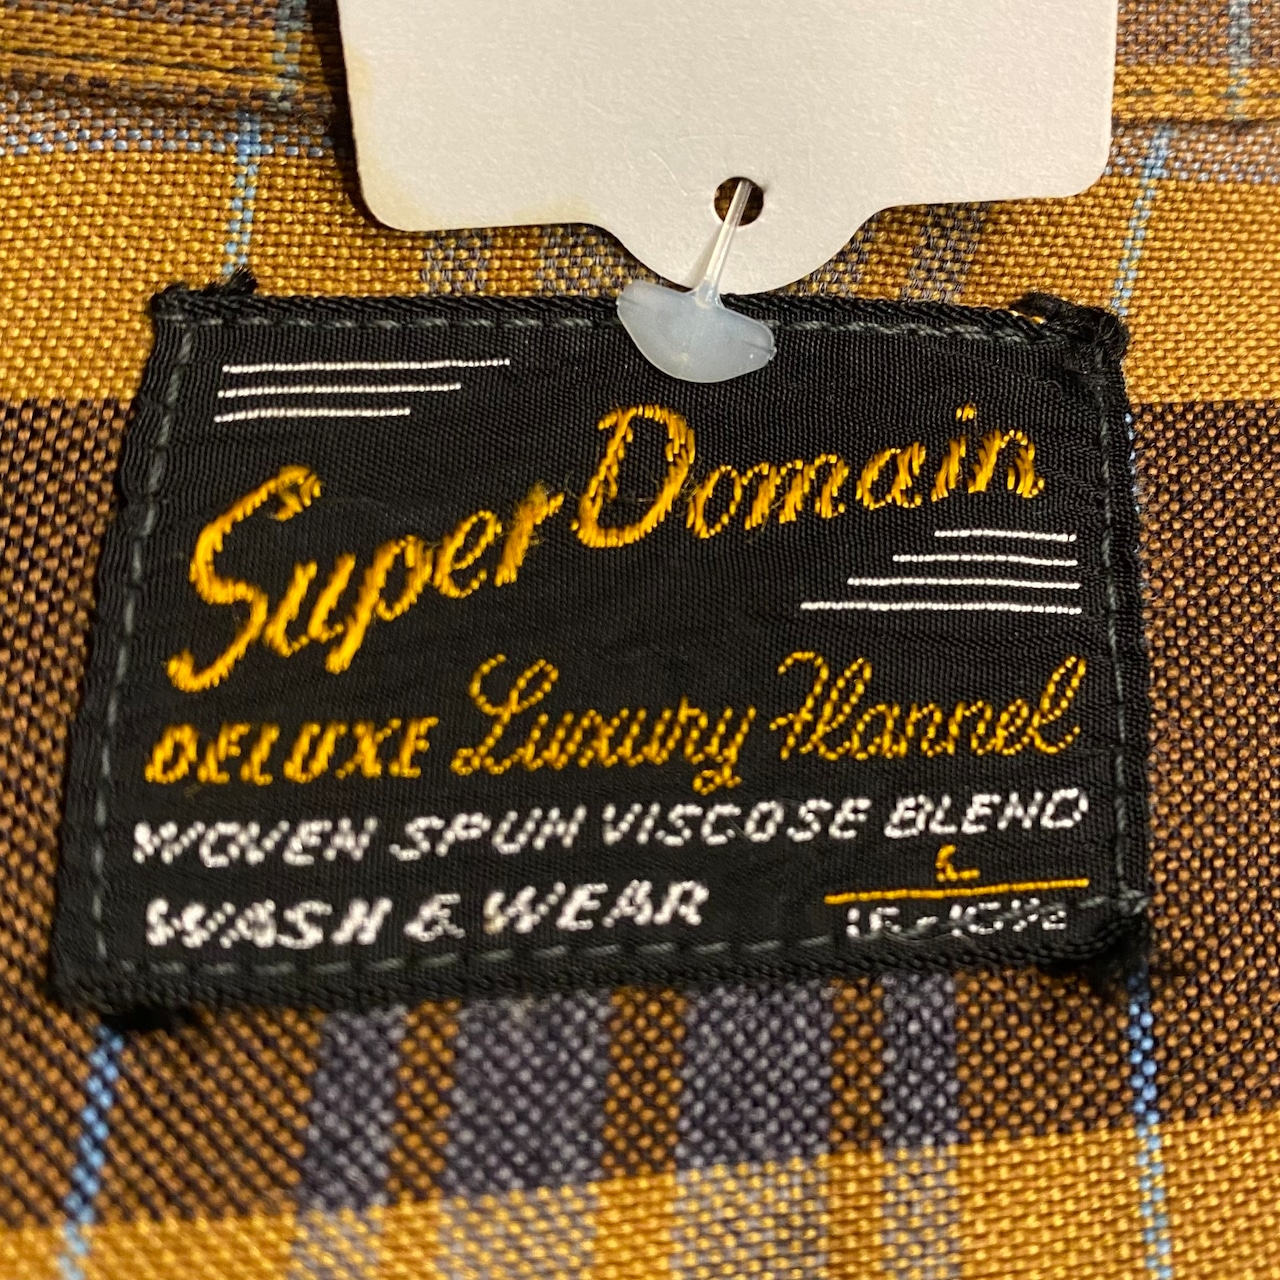 Super Domain
DELUXE Luxury Flannel
WOVEN SPUN VISCOSE BLEND
WASH & WEAR
L